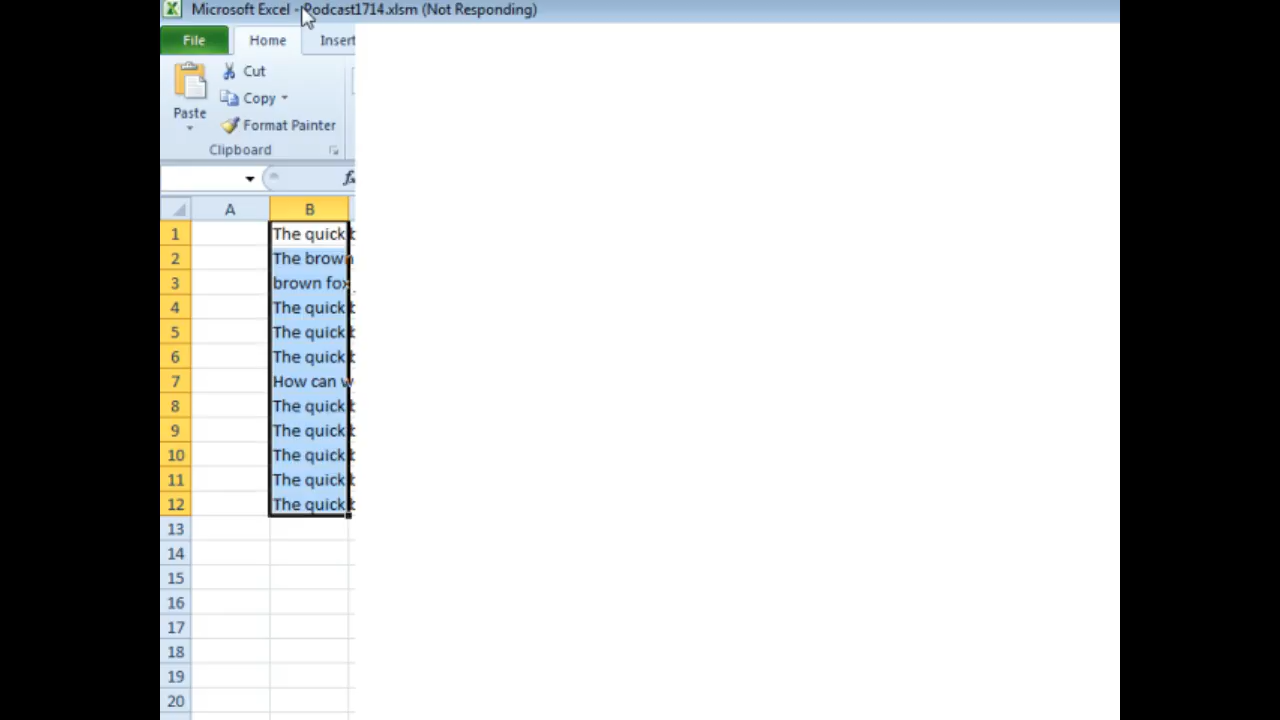 Microsoft Excel - Podcast1714.xlsm (Not Responding)
File Home Insert
Cut
Copy
Paste
Format Painter
Clipboard
A B
1 The quick b
2 The brown
3 brown fox
4 The quick b
5 The quick b
6 The quick b
7 How can w
8 The quick b
9 The quick b
10 The quick b
11 The quick b
12 The quick b
13
14
15
16
17
18
19
20